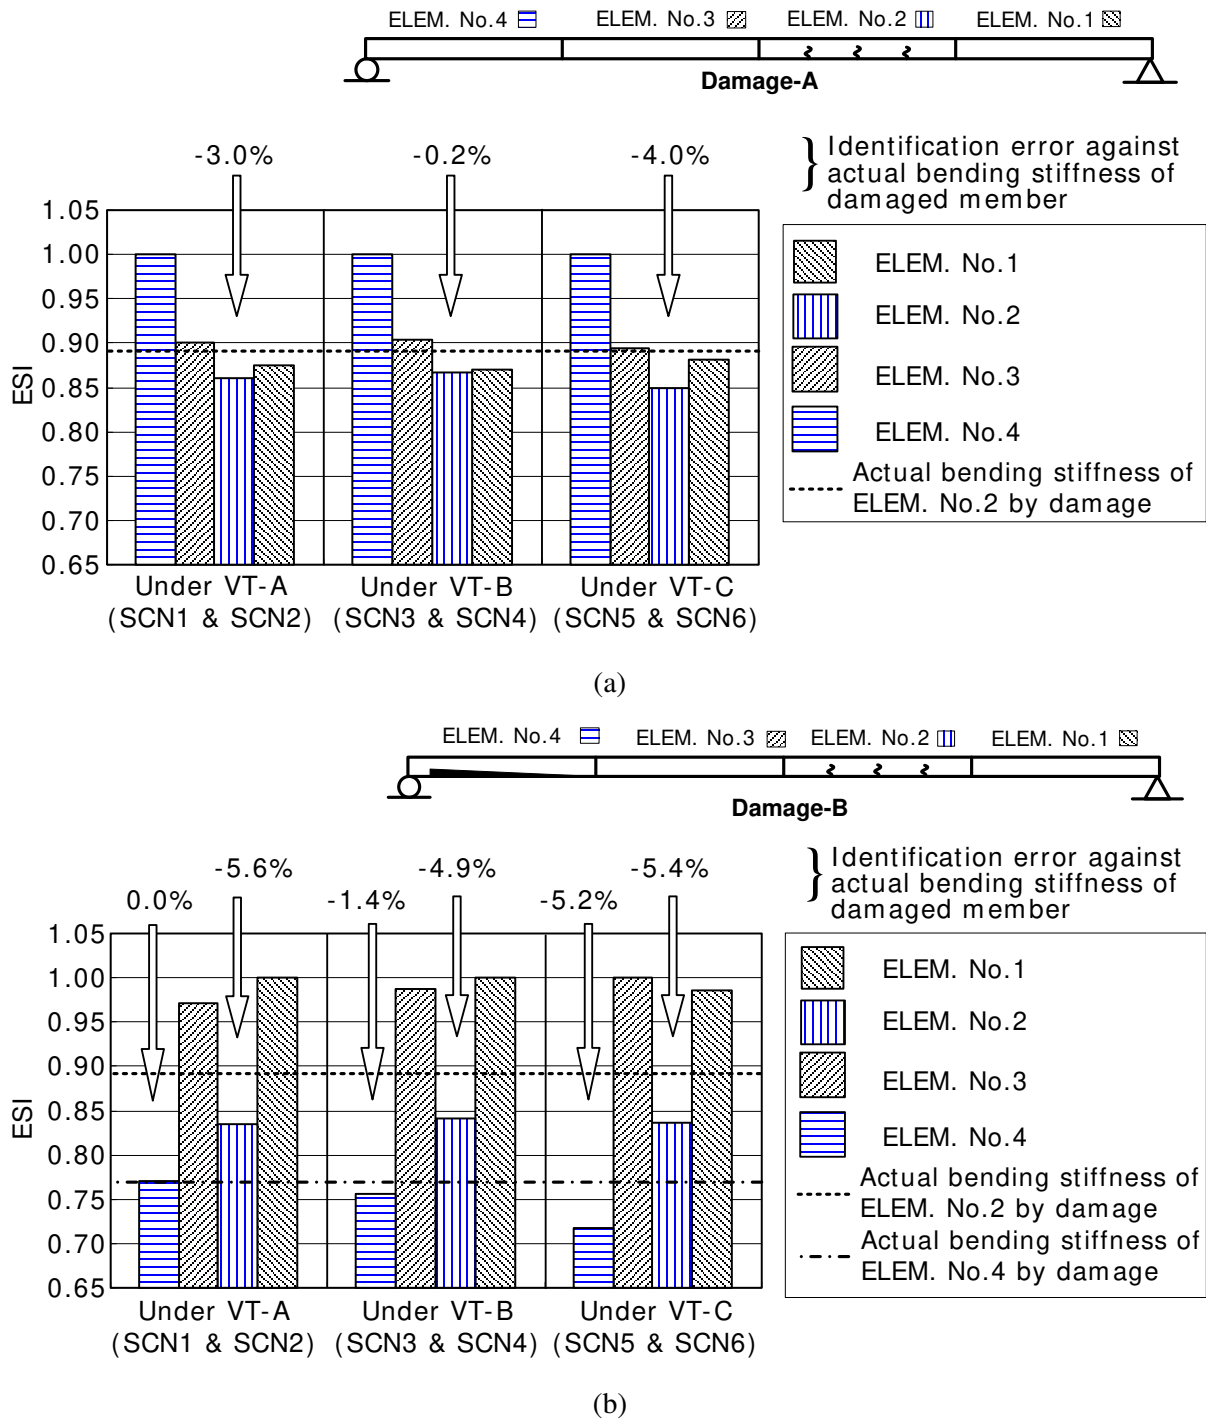 ELEM. No.4 ELEM. No.3 ELEM. No.2 ELEM. No.1
Damage-A
-3.0% -0.2% -4.0%
} Identification error against
actual bending stiffness of
damaged member
1.05
1.00
0.95
0.90
0.85
0.80
0.75
0.70
0.65
ESI
ELEM. No.1
ELEM. No.2
ELEM. No.3
ELEM. No.4
Actual bending stiffness of
ELEM. No.2 by damage
Under VT-A Under VT-B Under VT-C
(SCN1 & SCN2) (SCN3 & SCN4) (SCN5 & SCN6)
(a)
ELEM. No.4 ELEM. No.3 ELEM. No.2 ELEM. No.1
Damage-B
-5.6% -4.9% -5.4%
0.0% -1.4% -5.2%
} Identification error against
actual bending stiffness of
damaged member
1.05
1.00
0.95
0.90
0.85
0.80
0.75
0.70
0.65
ESI
ELEM. No.1
ELEM. No.2
ELEM. No.3
ELEM. No.4
Actual bending stiffness of
ELEM. No.2 by damage
Actual bending stiffness of
ELEM. No.4 by damage
Under VT-A Under VT-B Under VT-C
(SCN1 & SCN2) (SCN3 & SCN4) (SCN5 & SCN6)
(b)